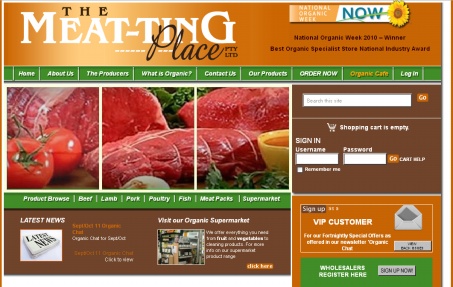 THE
MEAT-TING
Place PTY LTD
NATIONAL ORGANIC WEEK
NOW
National Organic Week 2010 – Winner
Best Organic Specialist Store National Industry Award
Home | About Us | The Producers | What is Organic? | Contact Us | Our Products | ORDER NOW | Organic Cafe | Log In
Search this site Go
Shopping cart is empty.
SIGN IN
Username Password
Go CART HELP
Remember me
Product Browse | Beef | Lamb | Pork | Poultry | Fish | Meat Packs | Supermarket
LATEST NEWS
LATEST NEWS
Sept/Oct 11 Organic Chat
Organic Chat for Sept/Oct
Sept/Oct 11 Organic Chat
Click to view
Visit our Organic Supermarket
We offer everything you need
from fruit and vegetables to
cleaning products. For more
info on our supermarket
product range
click here
Sign up
VIP CUSTOMER
For our Fortnightly Special Offers as
offered in our newsletter 'Organic
Chat
VIEW BACK ISSUES
WHOLESALERS
REGISTER HERE
SIGN UP NOW!